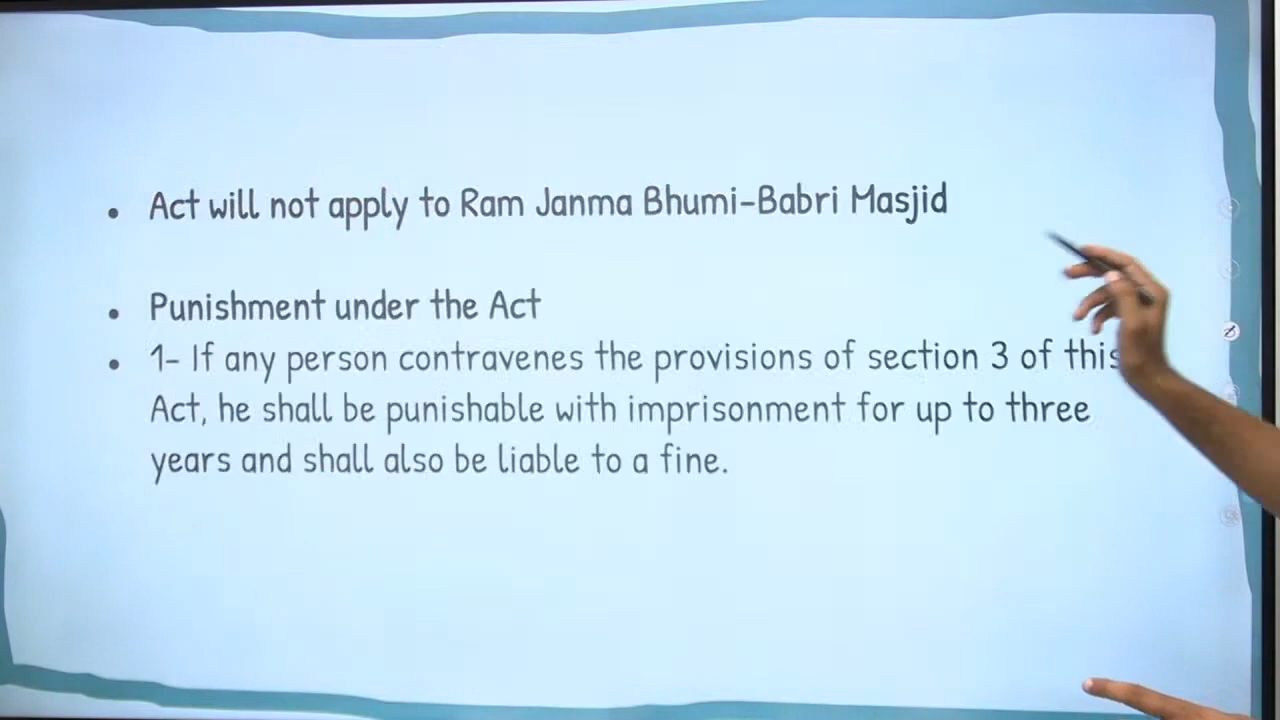 • Act will not apply to Ram Janma Bhumi-Babri Masjid
• Punishment under the Act
• 1- If any person contravenes the provisions of section 3 of this
Act, he shall be punishable with imprisonment for up to three
years and shall also be liable to a fine.